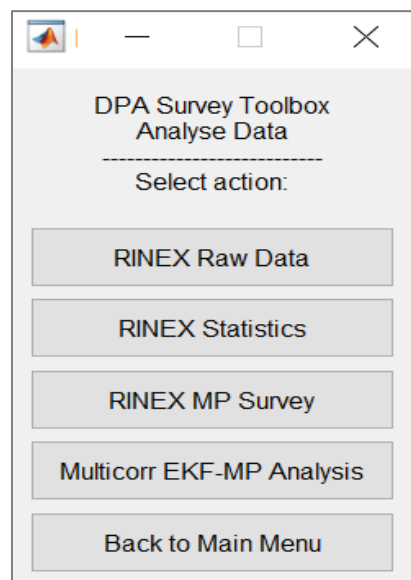 DPA Survey Toolbox
Analyse Data
---------------------------
Select action:
RINEX Raw Data
RINEX Statistics
RINEX MP Survey
Multicorr EKF-MP Analysis
Back to Main Menu